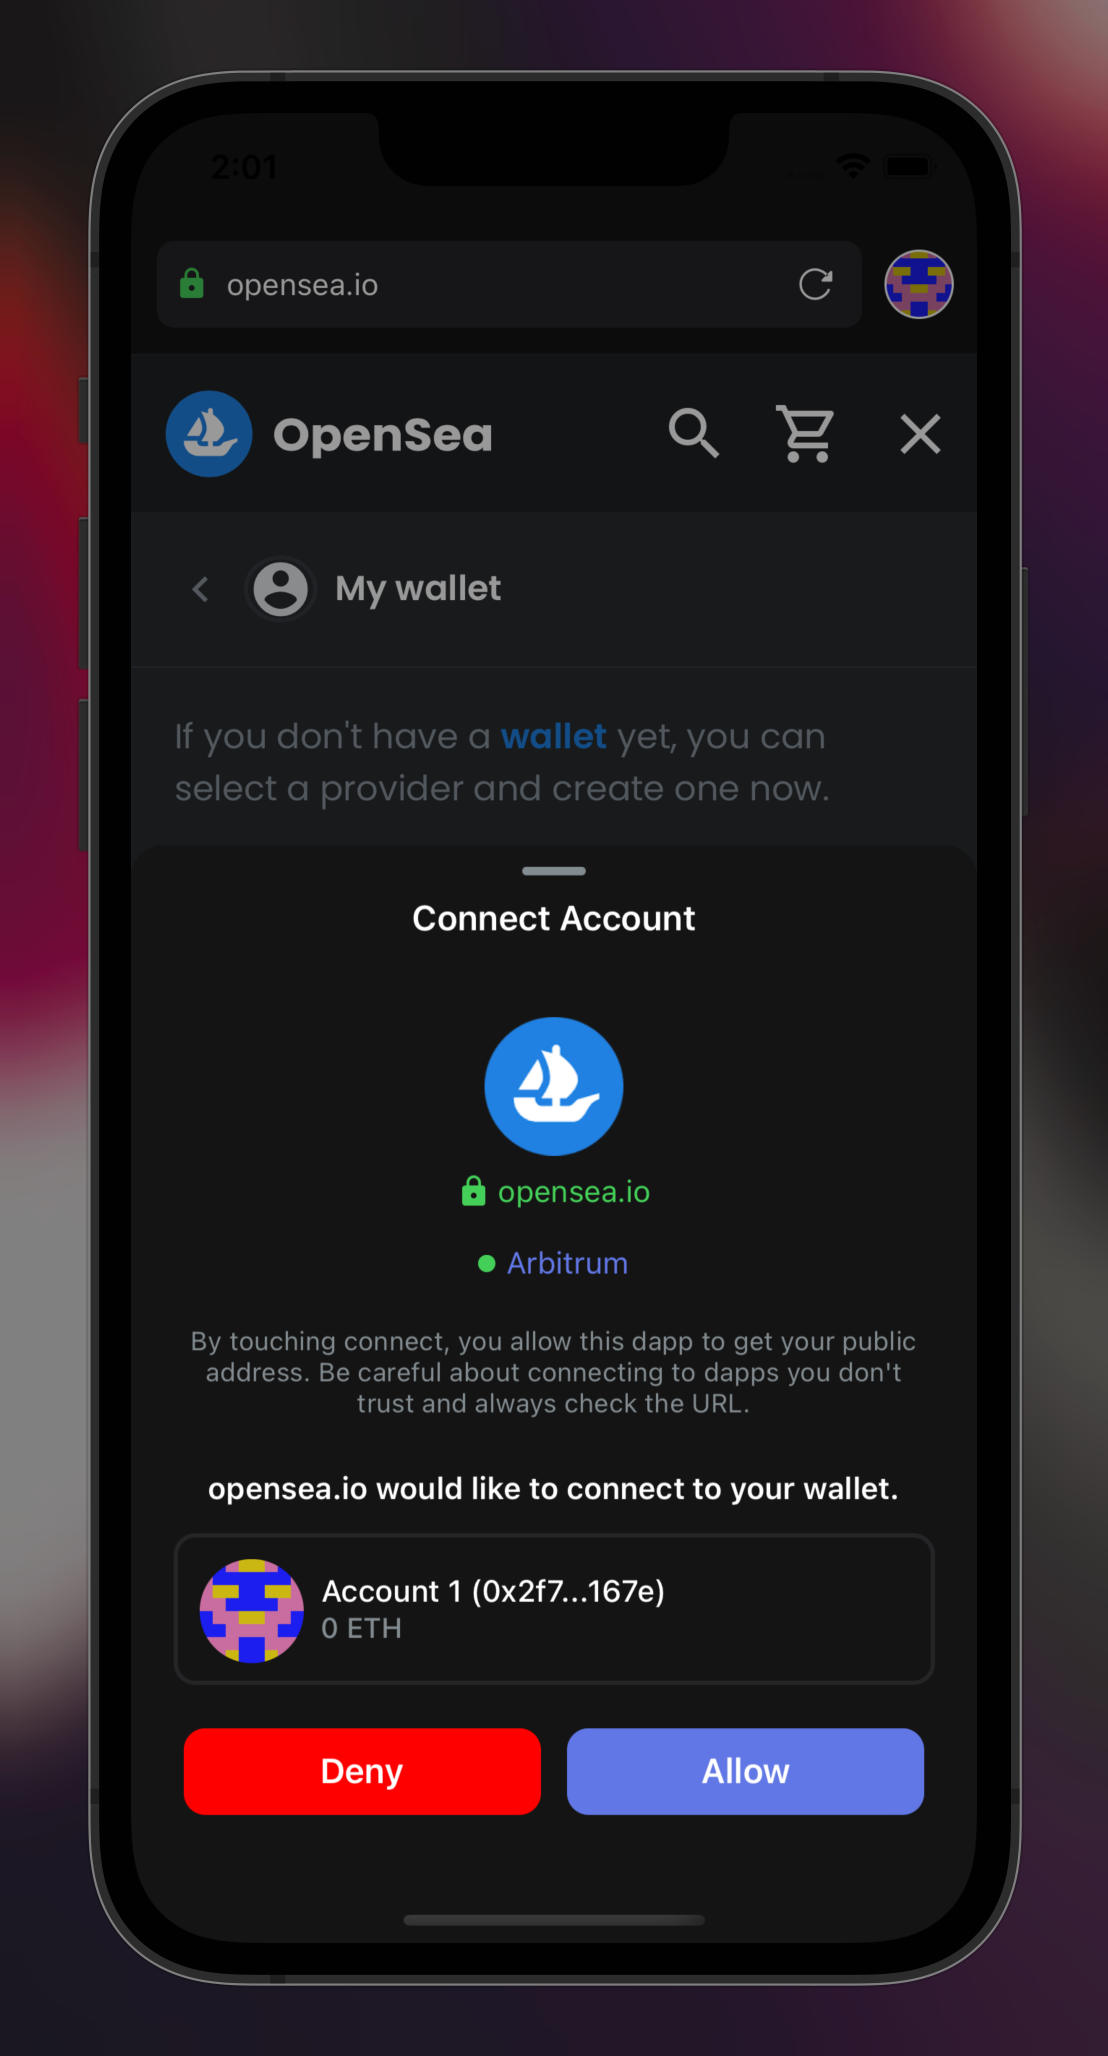 2:01
opensea.io
OpenSea
My wallet
If you don't have a wallet yet, you can
select a provider and create one now.
Connect Account
opensea.io
Arbitrum
By touching connect, you allow this dapp to get your public
address. Be careful about connecting to dapps you don't
trust and always check the URL.
opensea.io would like to connect to your wallet.
Account 1 (0x2f7...167e)
0 ETH
Deny
Allow